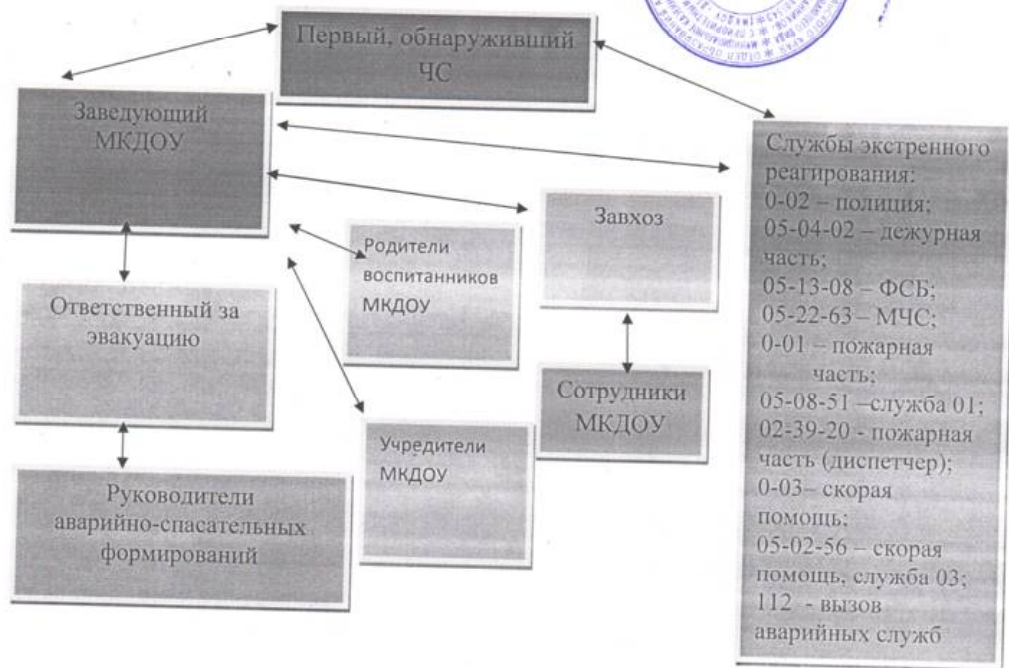 Первый, обнаруживший
ЧС
Заведующий
МКДОУ
Службы экстренного
реагирования:
0-02 – полиция;
05-04-02 – дежурная
часть;
05-13-08 – ФСБ;
05-22-63 – МЧС;
0-01 – пожарная
часть;
05-08-51 –служба 01;
02-39-20 - пожарная
часть (диспетчер);
0-03– скорая
помощь;
05-02-56 – скорая
помощь, служба 03;
112 - вызов
аварийных служб
Завхоз
Родители
воспитанников
МКДОУ
Ответственный за
эвакуацию
Сотрудники
МКДОУ
Учредители
МКДОУ
Руководители
аварийно-спасательных
формирований
ОТДЕЛ ОБРАЗОВАНИЯ